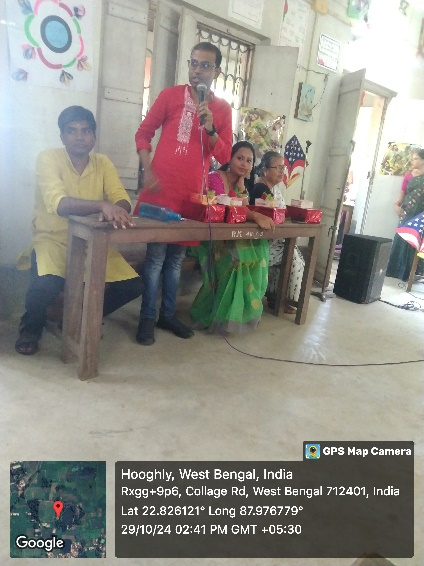 GPS Map Camera
Hooghly, West Bengal, India
Rxgg+9p6, Collage Rd, West Bengal 712401, India
Lat 22.826121° Long 87.976779°
29/10/24 02:41 PM GMT +05:30
Google